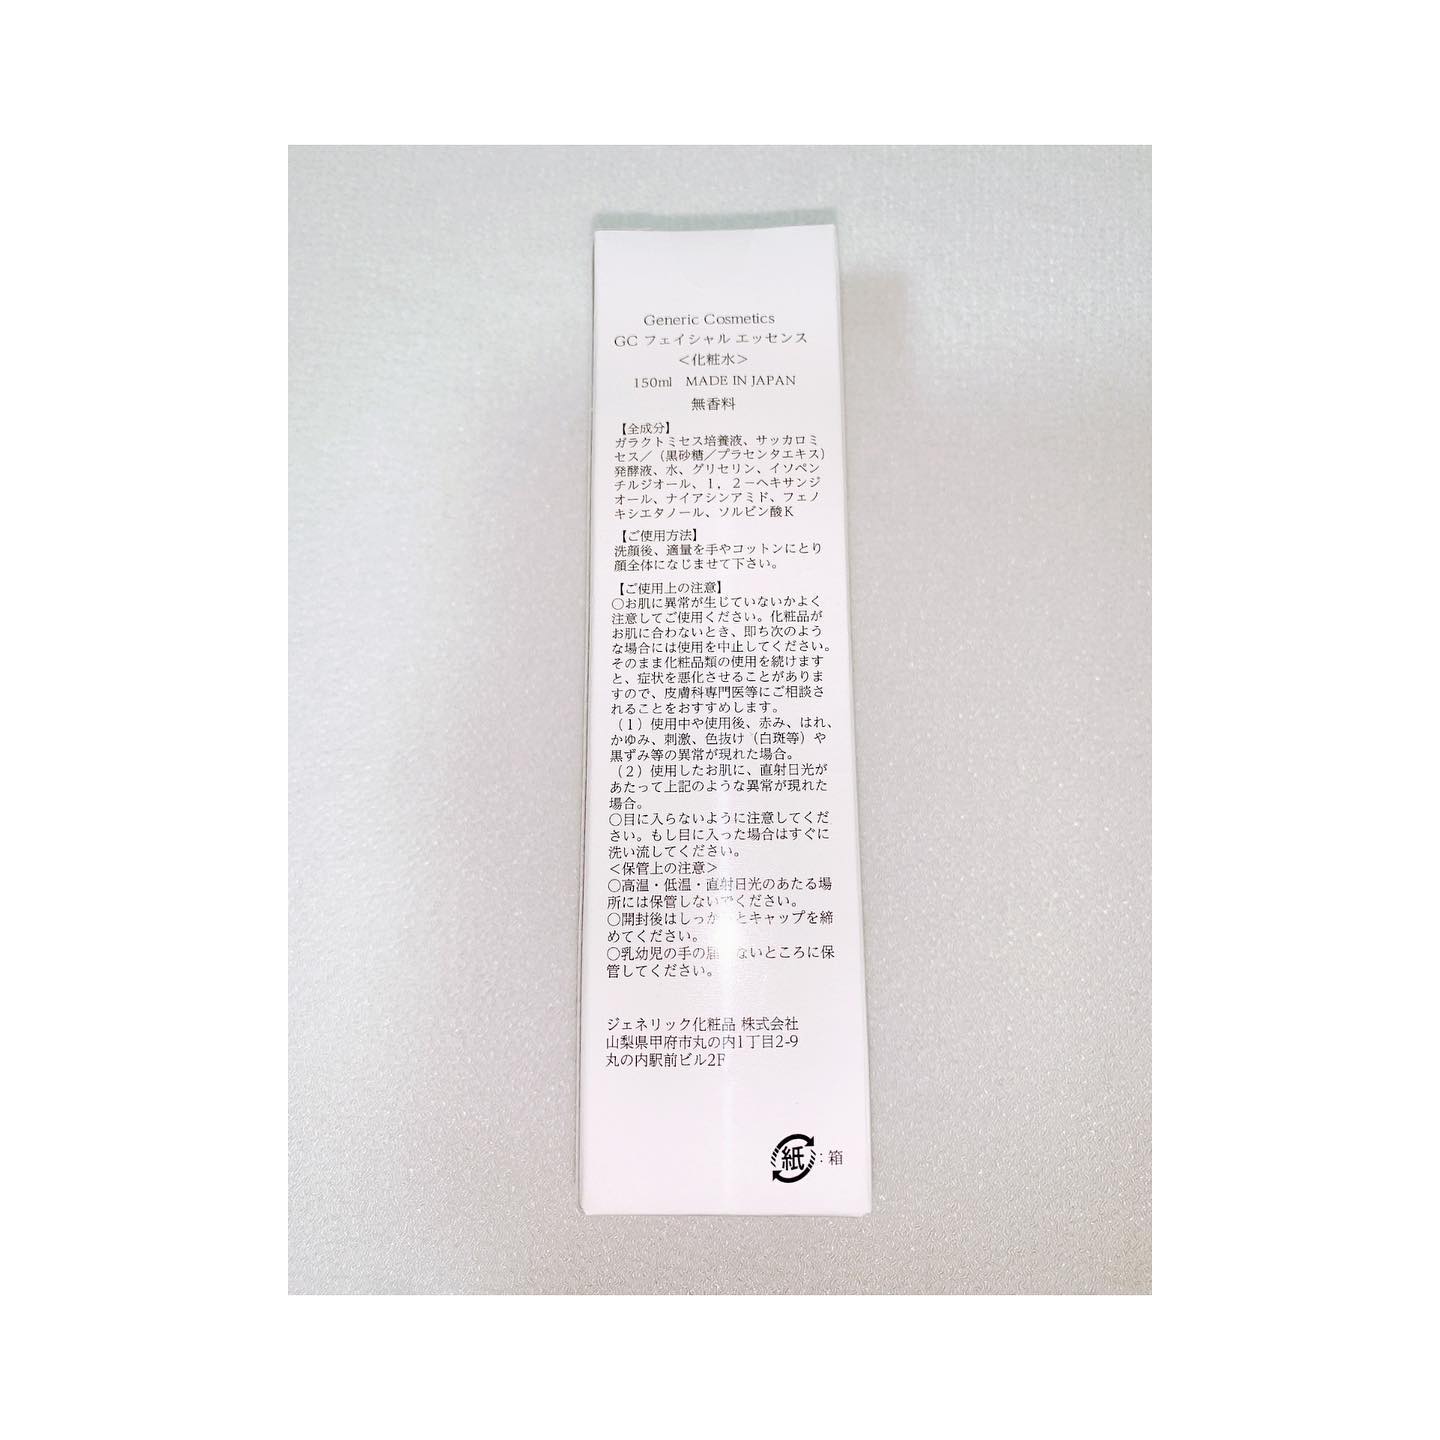 Generic Cosmetics
GC フェイシャル エッセンス
＜化粧水＞
150ml MADE IN JAPAN
無香料
【全成分】
ガラクトミセス培養液、サッカロミ
セス／（黒砂糖／プラセンタエキス）
発酵液、水、グリセリン、イソペン
チルジオール、１，２－ヘキサンジ
オール、ナイアシンアミド、フェノ
キシエタノール、ソルビン酸Ｋ
【ご使用方法】
洗顔後、適量を手やコットンにとり
顔全体になじませて下さい。
【ご使用上の注意】
○お肌に異常が生じていないかよく
注意してご使用ください。化粧品が
お肌に合わないとき、即ち次のよう
な場合には使用を中止してください。
そのまま化粧品類の使用を続けます
と、症状を悪化させることがありま
すので、皮膚科専門医等にご相談さ
れることをおすすめします。
（１）使用中や使用後、赤み、はれ、
かゆみ、刺激、色抜け（白斑等）や
黒ずみ等の異常が現れた場合。
（２）使用したお肌に、直射日光が
あたって上記のような異常が現れた
場合。
○目に入らないように注意してくだ
さい。もし目に入った場合はすぐに
洗い流してください。
＜保管上の注意＞
○高温・低温・直射日光のあたる場
所には保管しないでください。
○開封後はしっかとキャップを締
めてください。
○乳幼児の手の届ないところに保
管してください。
ジェネリック化粧品 株式会社
山梨県甲府市丸の内1丁目2-9
丸の内駅前ビル2F
紙：箱